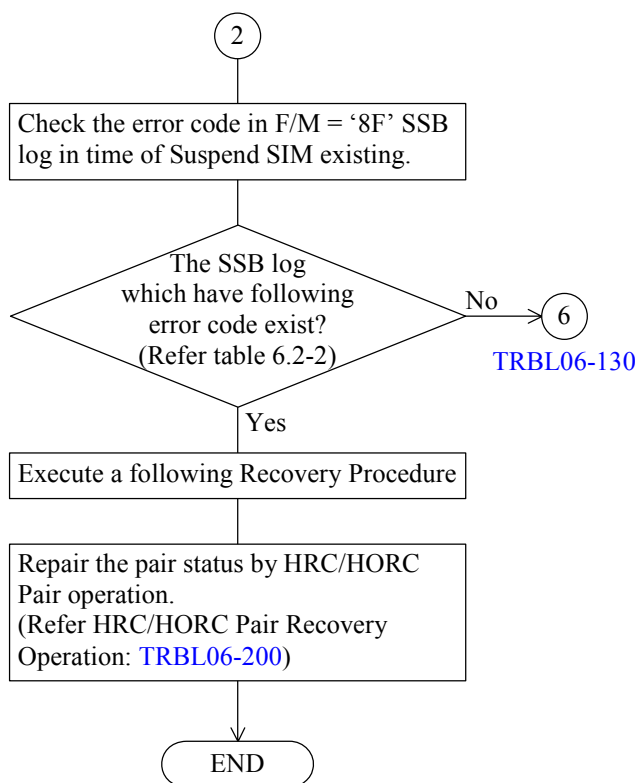 2
Check the error code in F/M = ‘8F’ SSB
log in time of Suspend SIM existing.
The SSB log
which have following
error code exist?
(Refer table 6.2-2)
No
6
TRBL06-130
Yes
Execute a following Recovery Procedure
Repair the pair status by HRC/HORC
Pair operation.
(Refer HRC/HORC Pair Recovery
Operation: TRBL06-200)
END